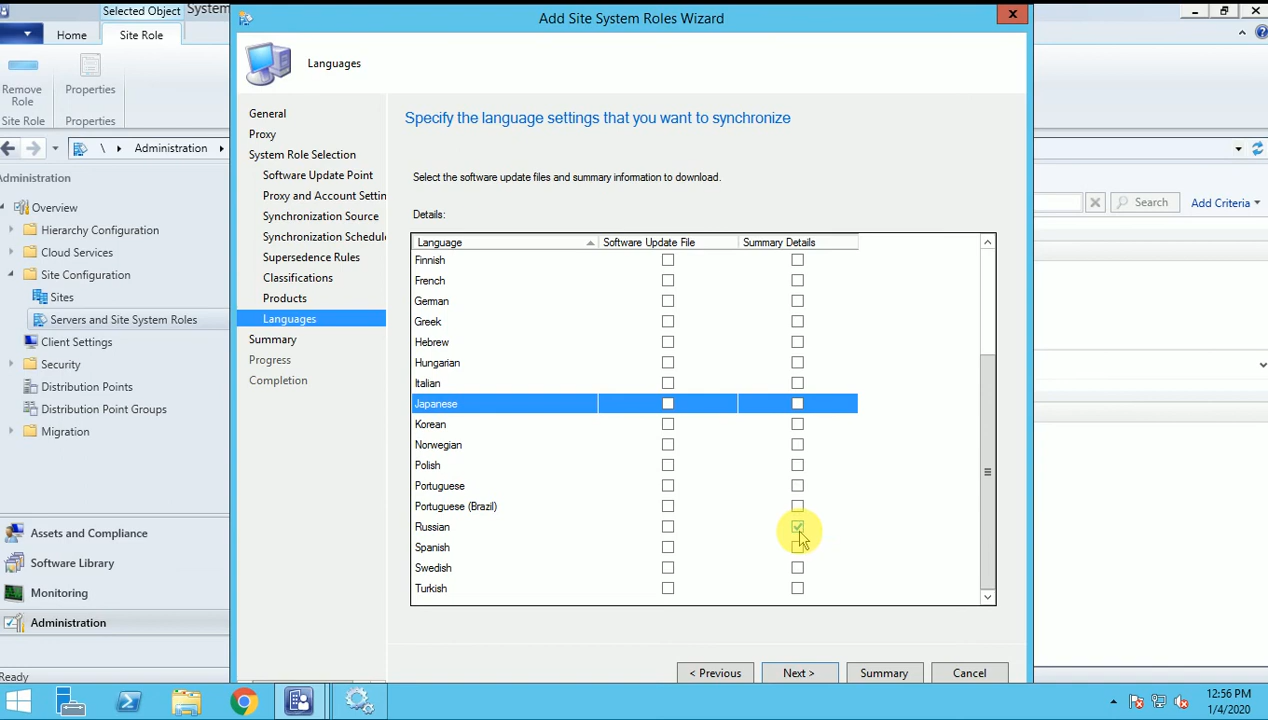 Selected Object
System
Add Site System Roles Wizard
Home
Site Role
Languages
Remove
Role
Properties
Site Role
Properties
\ Administration
Search
Add Criteria
Administration
Overview
Hierarchy Configuration
Cloud Services
Site Configuration
Sites
Servers and Site System Roles
Client Settings
Security
Distribution Points
Distribution Point Groups
Migration
Assets and Compliance
Software Library
Monitoring
Administration
Ready
General
Proxy
System Role Selection
Software Update Point
Proxy and Account Settin
Synchronization Source
Synchronization Schedule
Supersedence Rules
Classifications
Products
Languages
Summary
Progress
Completion
Specify the language settings that you want to synchronize
Select the software update files and summary information to download.
Details:
Language Software Update File Summary Details
Finnish
French
German
Greek
Hebrew
Hungarian
Italian
Japanese
Korean
Norwegian
Polish
Portuguese
Portuguese (Brazil)
Russian
Spanish
Swedish
Turkish
< Previous
Next >
Summary
Cancel
12:56 PM
1/4/2020